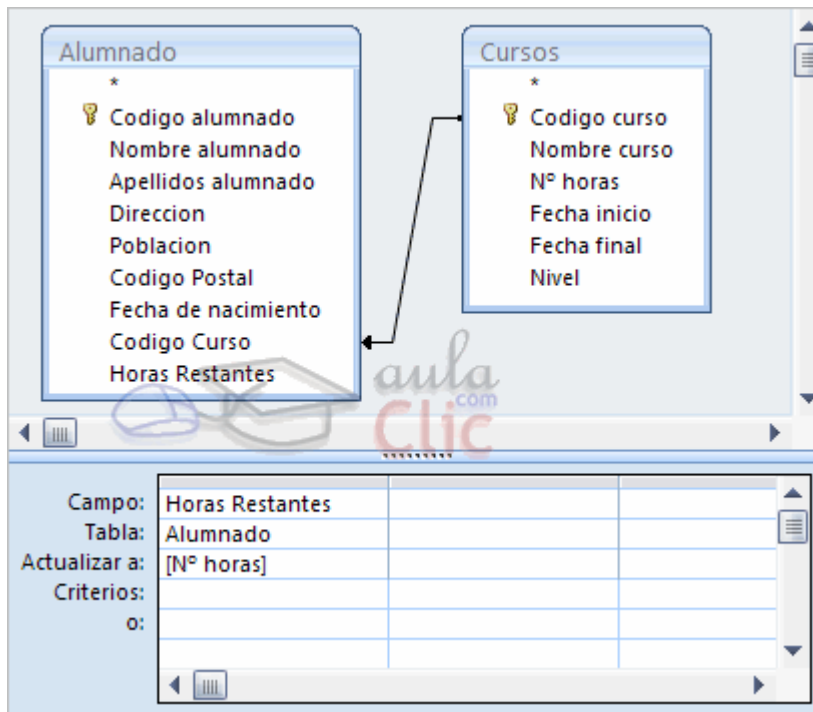 Alumnado
*
Codigo alumnado
Nombre alumnado
Apellidos alumnado
Direccion
Poblacion
Codigo Postal
Fecha de nacimiento
Codigo Curso
Horas Restantes
Cursos
*
Codigo curso
Nombre curso
Nº horas
Fecha inicio
Fecha final
Nivel
aula
.com
Clic
Campo: Horas Restantes
Tabla: Alumnado
Actualizar a: [Nº horas]
Criterios:
o: